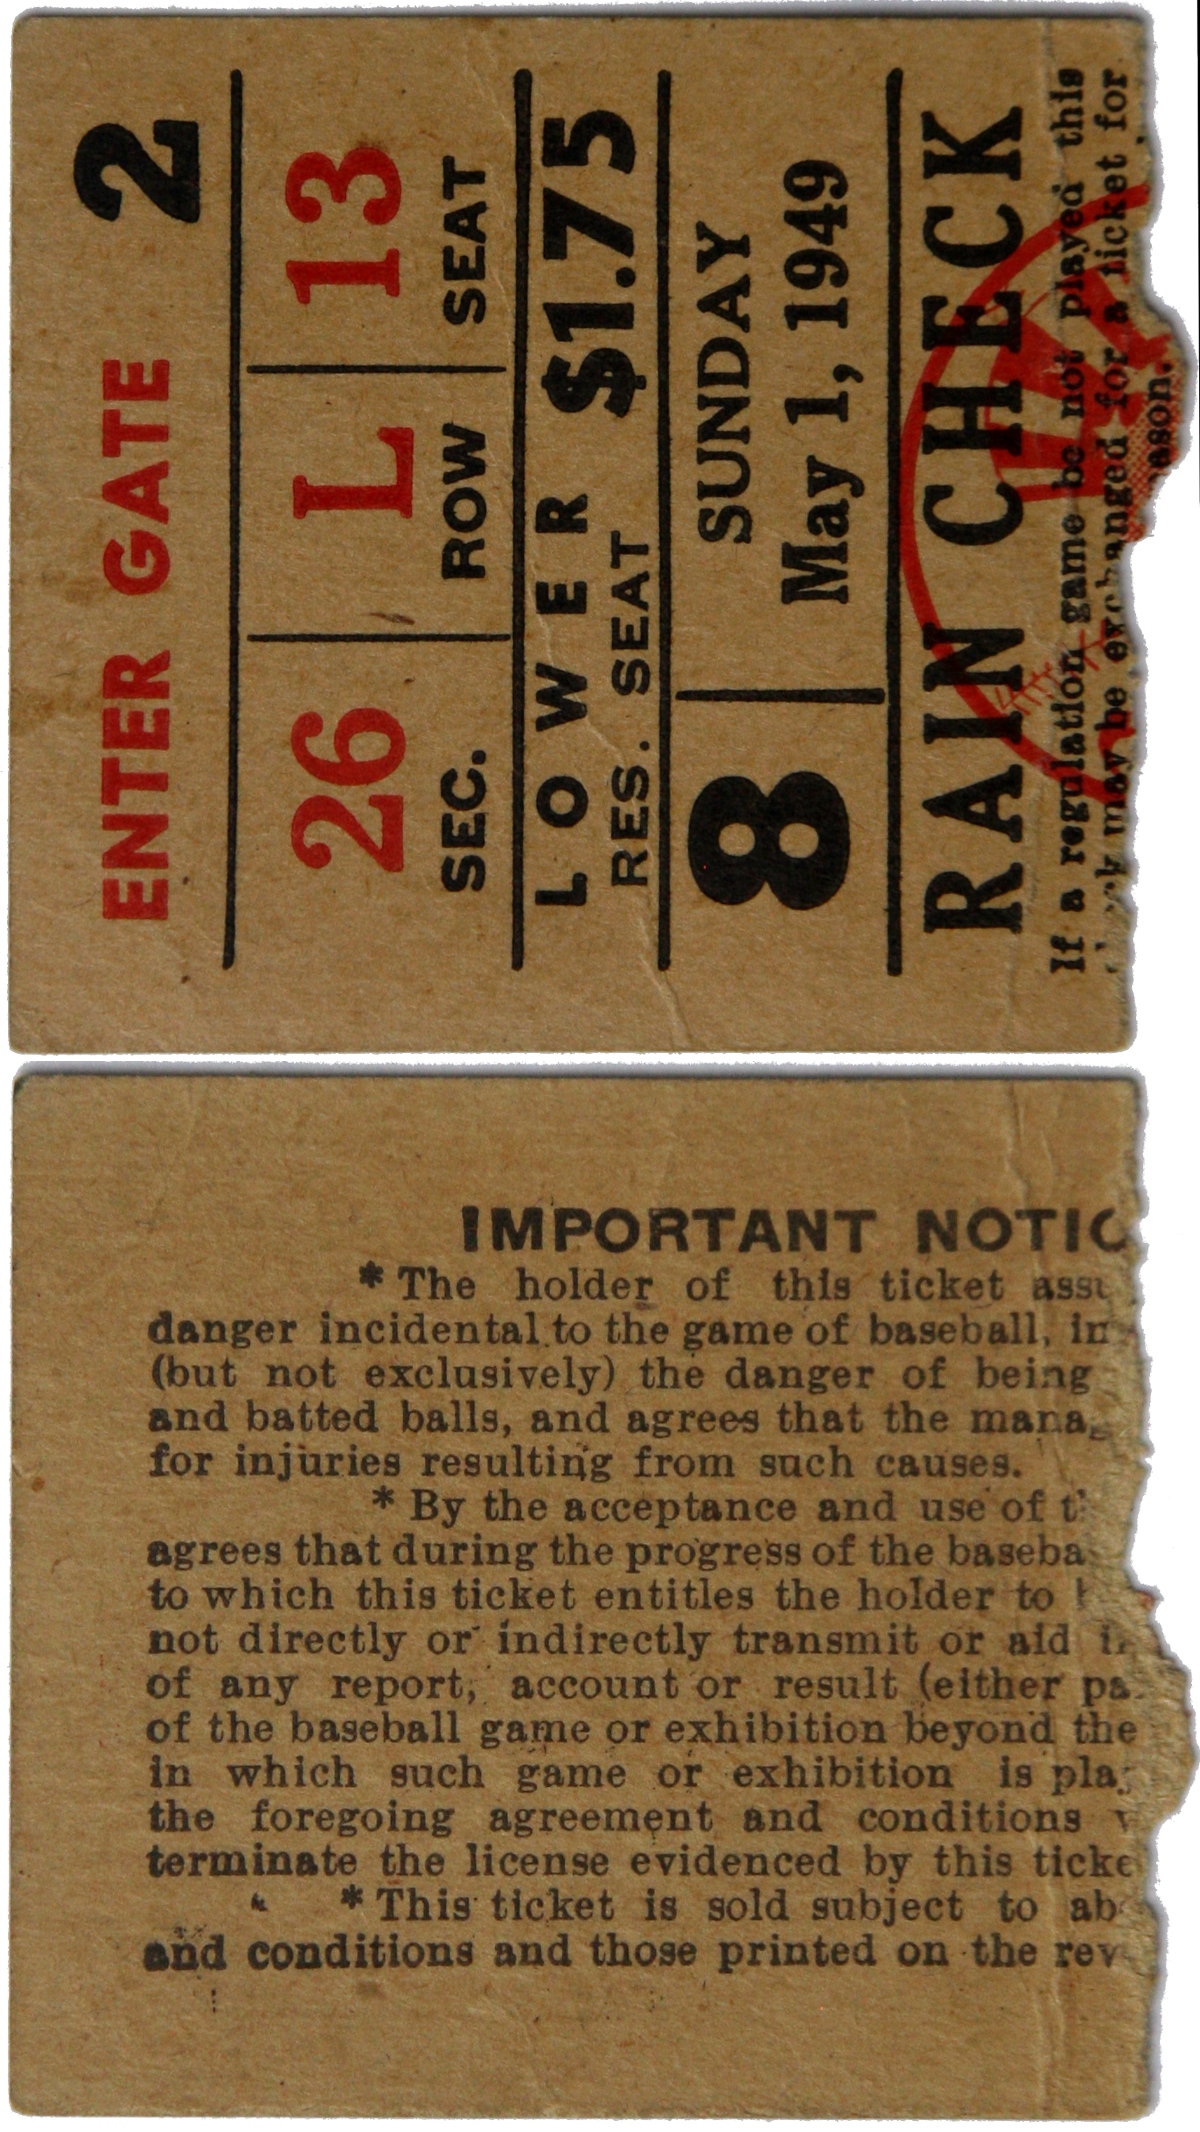 ENTER GATE 2
26 L 13
SEC. ROW SEAT
LOWER $1.75
RES. SEAT
8
SUNDAY
May 1, 1949
RAIN CHECK
If a regulation game be not played this
may be exchanged for a ticket for
ason.
IMPORTANT NOTIC
* The holder of this ticket assu
danger incidental to the game of baseball, in
(but not exclusively) the danger of being
and batted balls, and agrees that the manag
for injuries resulting from such causes.
* By the acceptance and use of t
agrees that during the progress of the baseba
to which this ticket entitles the holder to
not directly or indirectly transmit or aid i
of any report, account or result (either pa
of the baseball game or exhibition beyond the
in which such game or exhibition is pla
the foregoing agreement and conditions
terminate the license evidenced by this ticke
* This ticket is sold subject to ab
and conditions and those printed on the rev